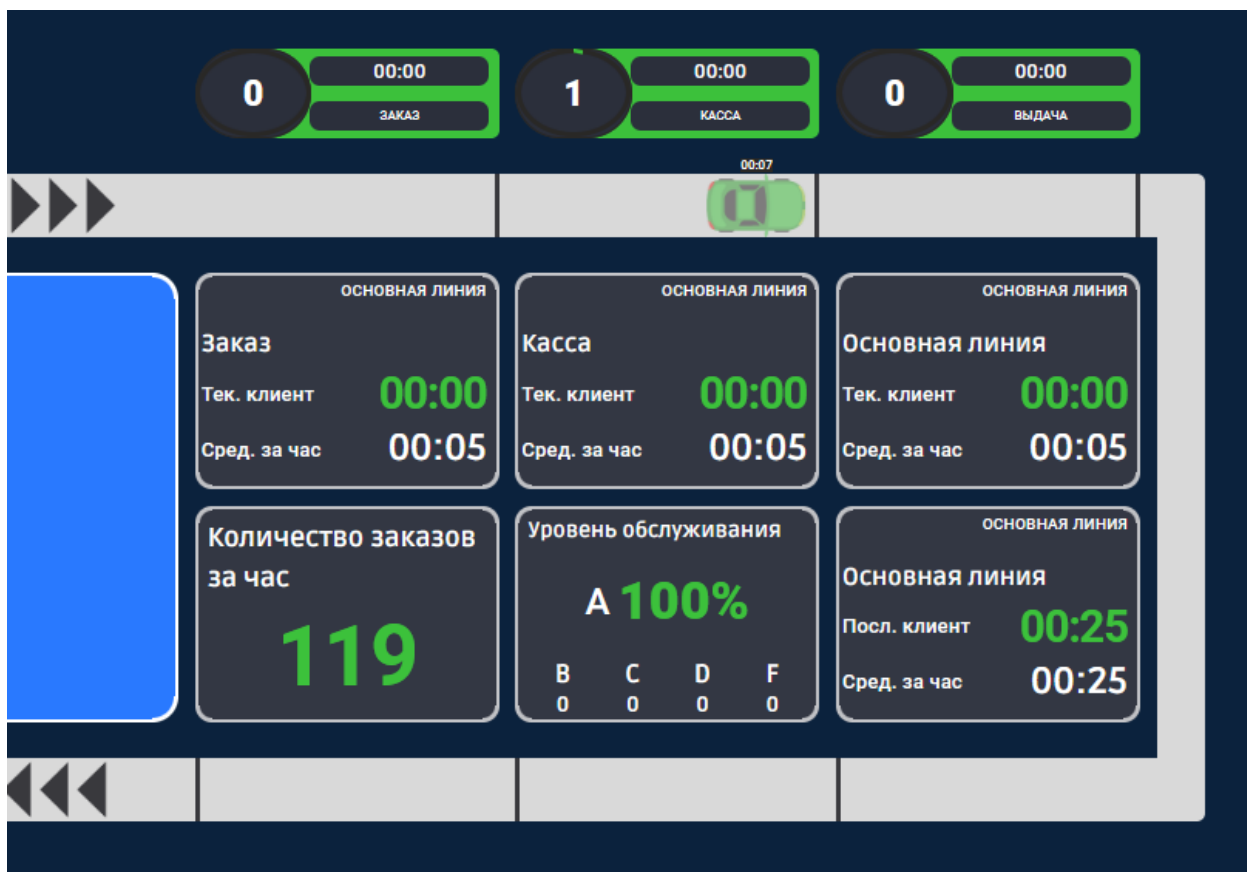 0
00:00
ЗАКАЗ
1
00:00
КАССА
0
00:00
ВЫДАЧА
00:07
ОСНОВНАЯ ЛИНИЯ
Заказ
Тек. клиент 00:00
Сред. за час 00:05
ОСНОВНАЯ ЛИНИЯ
Касса
Тек. клиент 00:00
Сред. за час 00:05
ОСНОВНАЯ ЛИНИЯ
Основная линия
Тек. клиент 00:00
Сред. за час 00:05
Количество заказов
за час
119
Уровень обслуживания
A 100%
B C D F
0 0 0 0
ОСНОВНАЯ ЛИНИЯ
Основная линия
Посл. клиент 00:25
Сред. за час 00:25